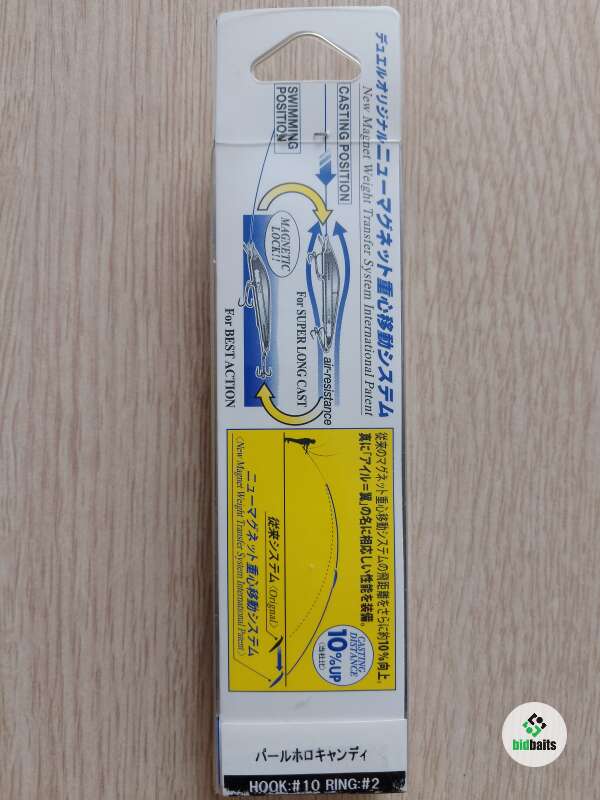 デュエルオリジナルニューマグネット重心移動システム
New Magnet Weight Transfer System International Patent
CASTING POSITION
SWIMMING
POSITION
MAGNETIC
LOCK!!
For SUPER LONG CAST
air-resistance
For BEST ACTION
従来のマグネット重心移動システムの飛距離をさらに約10%向上。
真に「アイル=翼」の名に相応しい性能を装備。
CASTING
DISTANCE
10%UP
(当社比)
従来システム〈Orignal〉
ニューマグネット重心移動システム
〈New Magnet Weight Transfer System International Patent〉
パールホロキャンディ
HOOK:#10 RING:#2
bidbaits